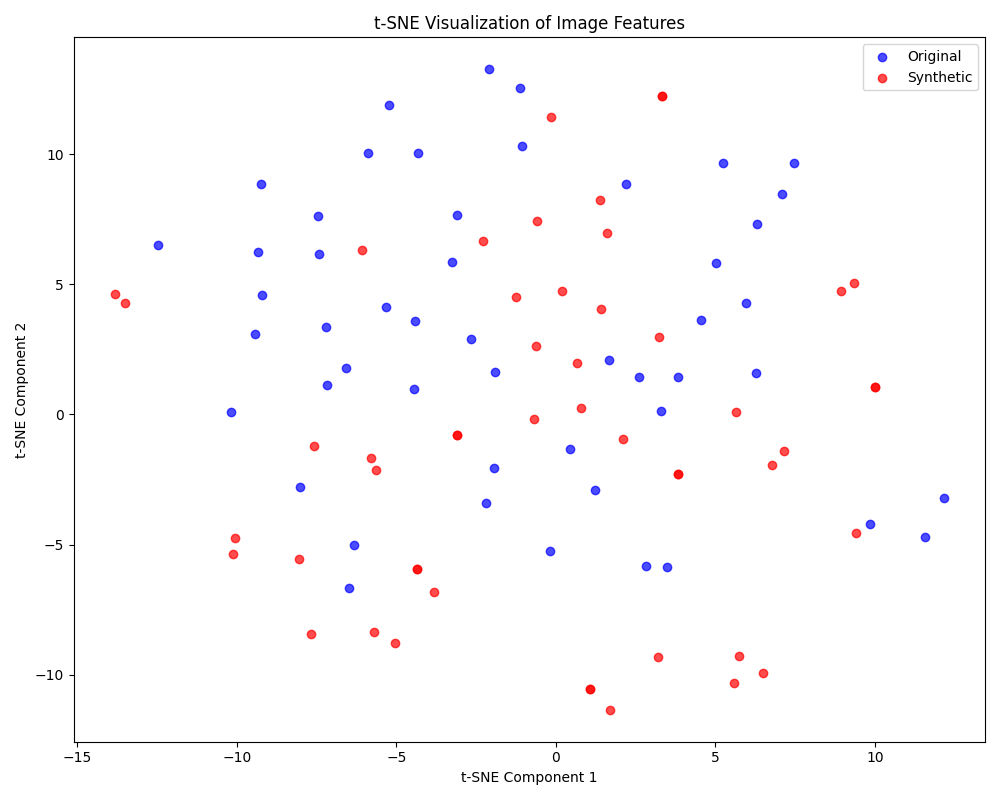 t-SNE Visualization of Image Features
Original
Synthetic
10
5
0
−5
−10
t-SNE Component 2
−15
−10
−5
0
5
10
t-SNE Component 1